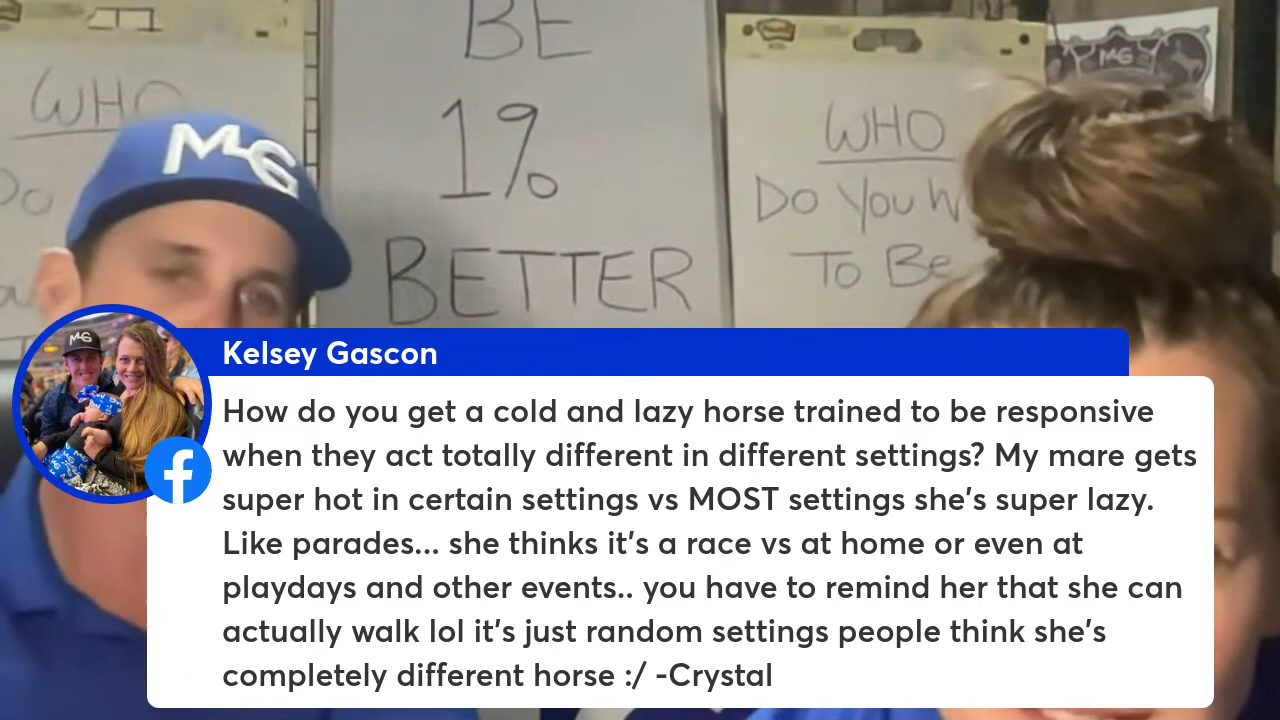 BE
1%
BETTER
WHO
Do
WHO
Do You W
To Be
MG
MG
MG
Kelsey Gascon
How do you get a cold and lazy horse trained to be responsive
when they act totally different in different settings? My mare gets
super hot in certain settings vs MOST settings she's super lazy.
Like parades... she thinks it's a race vs at home or even at
playdays and other events.. you have to remind her that she can
actually walk lol it's just random settings people think she's
completely different horse :/ -Crystal